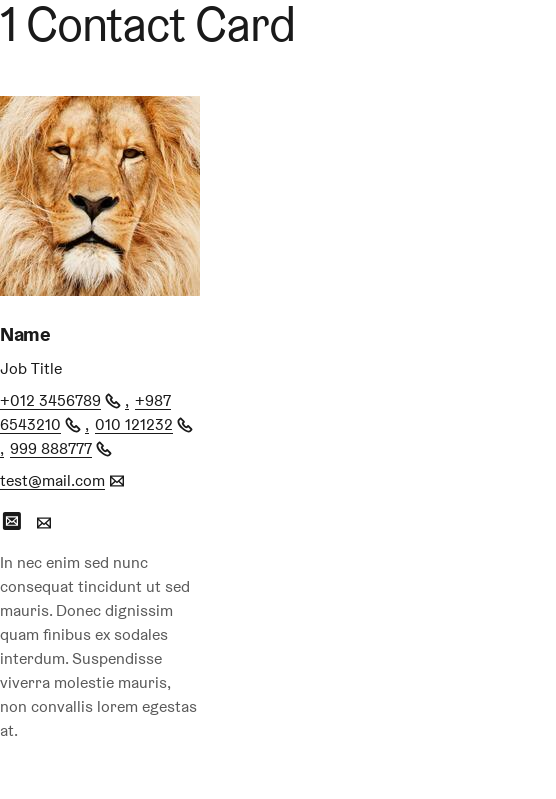 1 Contact Card
Name
Job Title
+012 3456789 , +987
6543210 , 010 121232
, 999 888777
test@mail.com
In nec enim sed nunc
consequat tincidunt ut sed
mauris. Donec dignissim
quam finibus ex sodales
interdum. Suspendisse
viverra molestie mauris,
non convallis lorem egestas
at.